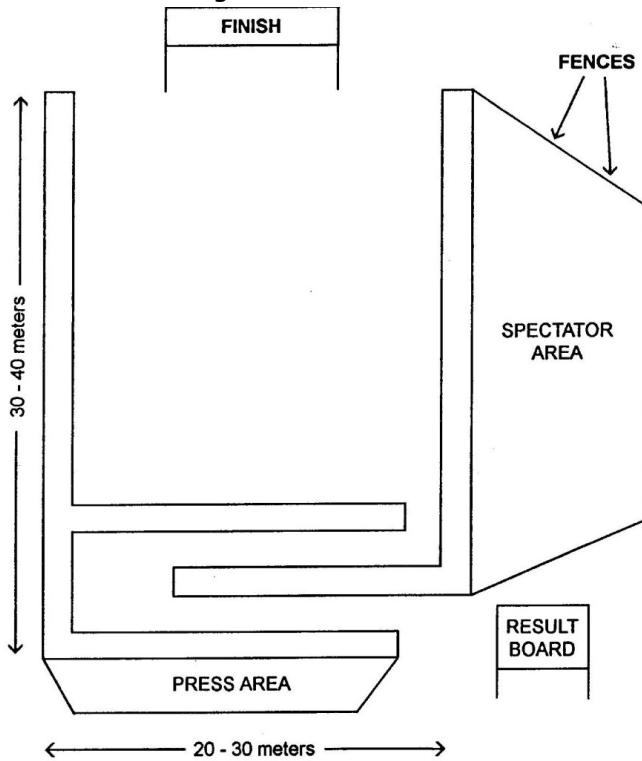 FINISH
FENCES
30 - 40 meters
SPECTATOR
AREA
RESULT
BOARD
PRESS AREA
20 - 30 meters